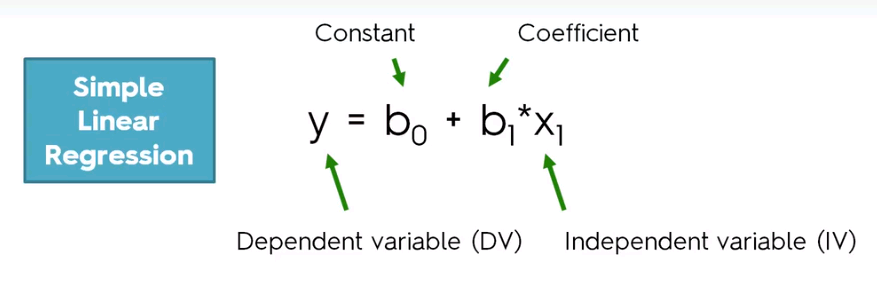 Constant
Coefficient
Simple
Linear
Regression
y = b₀ + b₁*x₁
Dependent variable (DV)
Independent variable (IV)